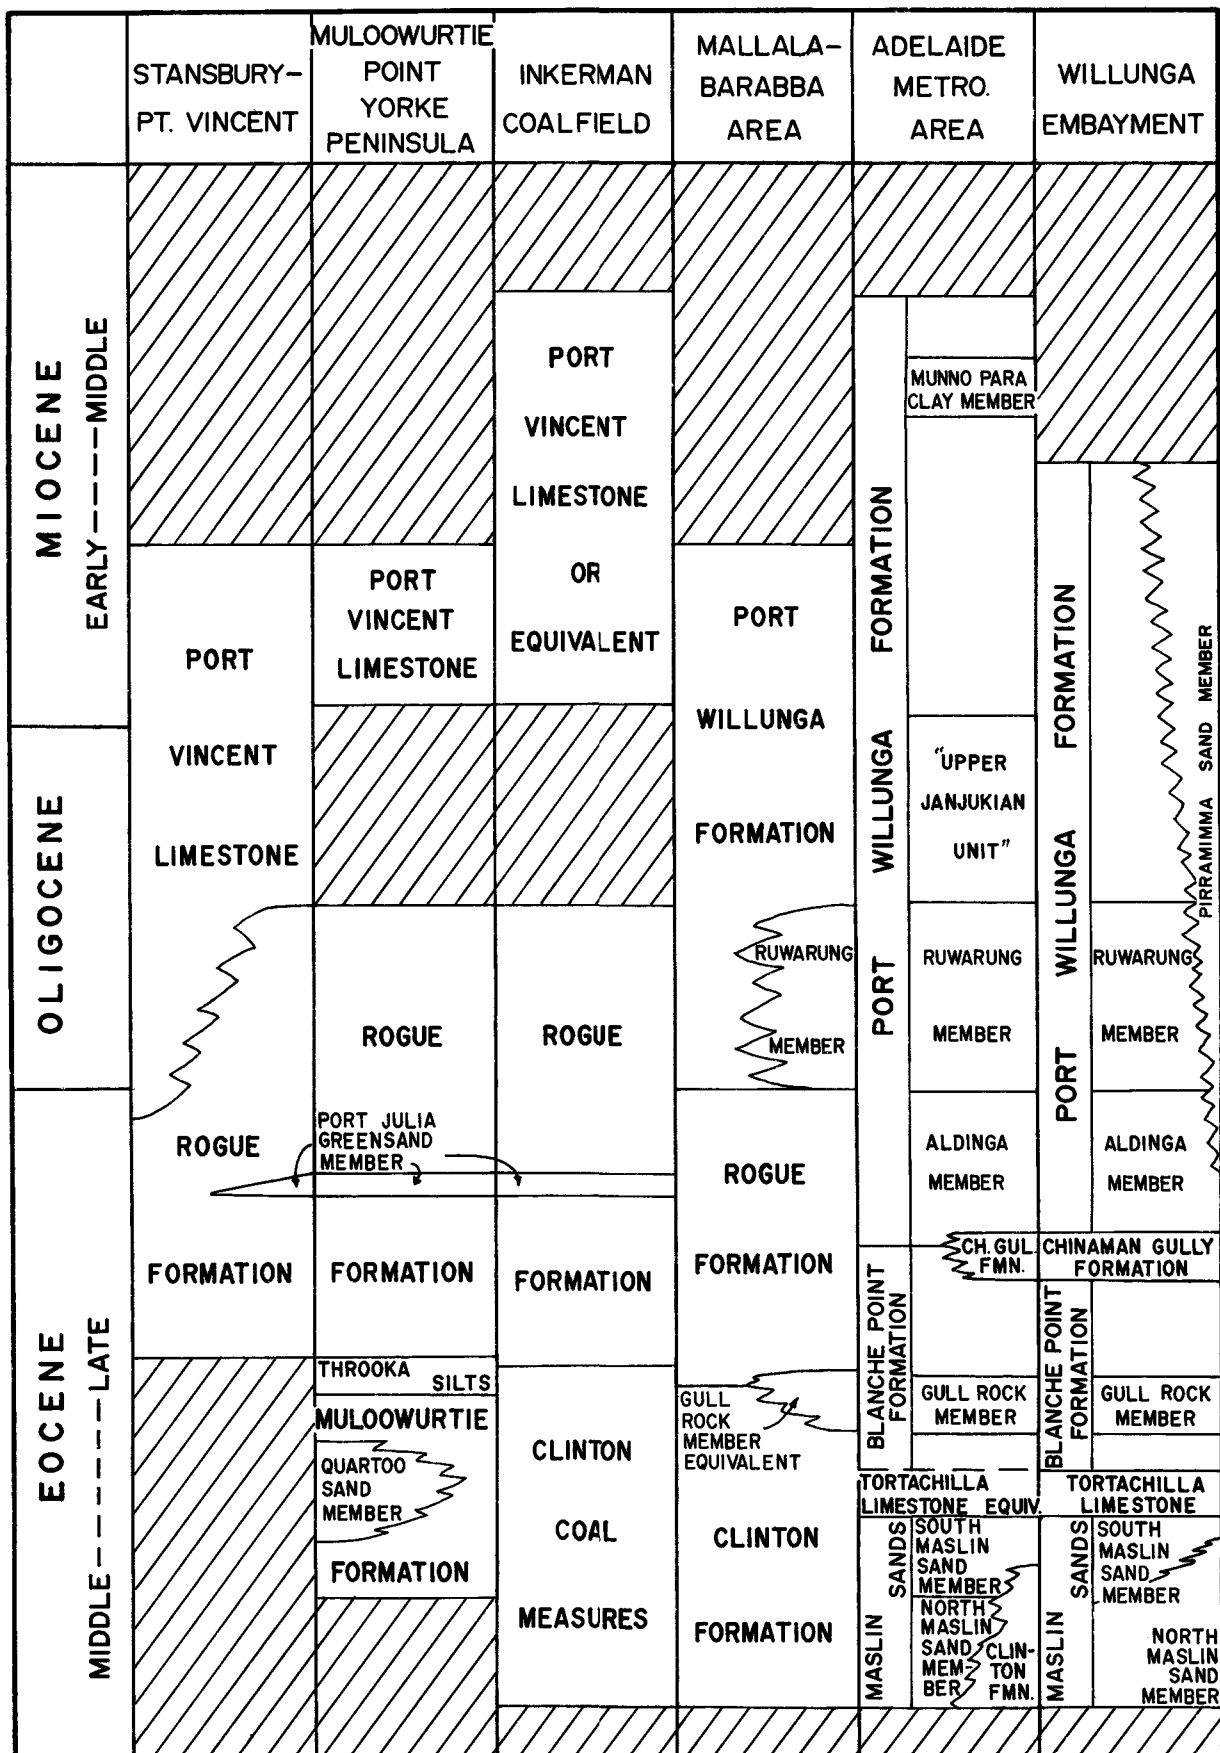 STANSBURY-
PT. VINCENT
MULOOWURTIE
POINT
YORKE
PENINSULA
INKERMAN
COALFIELD
MALLALA-
BARABBA
AREA
ADELAIDE
METRO.
AREA
WILLUNGA
EMBAYMENT
MIOCENE
EARLY----MIDDLE
OLIGOCENE
EOCENE
MIDDLE-----LATE
PORT
VINCENT
LIMESTONE
ROGUE
FORMATION
PORT
VINCENT
LIMESTONE
ROGUE
PORT JULIA
GREENSAND
MEMBER
FORMATION
THROOKA
SILTS
MULOOWURTIE
QUARTOO
SAND
MEMBER
FORMATION
PORT
VINCENT
LIMESTONE
OR
EQUIVALENT
ROGUE
FORMATION
CLINTON
COAL
MEASURES
PORT
WILLUNGA
FORMATION
RUWARUNG
MEMBER
ROGUE
FORMATION
GULL
ROCK
MEMBER
EQUIVALENT
CLINTON
FORMATION
PORT WILLUNGA FORMATION
MUNNO PARA
CLAY MEMBER
"UPPER
JANJUKIAN
UNIT"
RUWARUNG
MEMBER
ALDINGA
MEMBER
CH. GUL.
FMN.
BLANCHE POINT
FORMATION
GULL ROCK
MEMBER
TORTACHILLA
LIMESTONE EQUIV.
MASLIN SANDS
SOUTH
MASLIN
SAND
MEMBER
NORTH
MASLIN
SAND
MEM-
BER
CLIN-
TON
FMN.
PORT WILLUNGA FORMATION
PIRRAMIMMA SAND MEMBER
RUWARUNG
MEMBER
ALDINGA
MEMBER
CHINAMAN GULLY
FORMATION
BLANCHE POINT
FORMATION
GULL ROCK
MEMBER
TORTACHILLA
LIMESTONE
MASLIN SANDS
SOUTH
MASLIN
SAND
MEMBER
NORTH
MASLIN
SAND
MEMBER